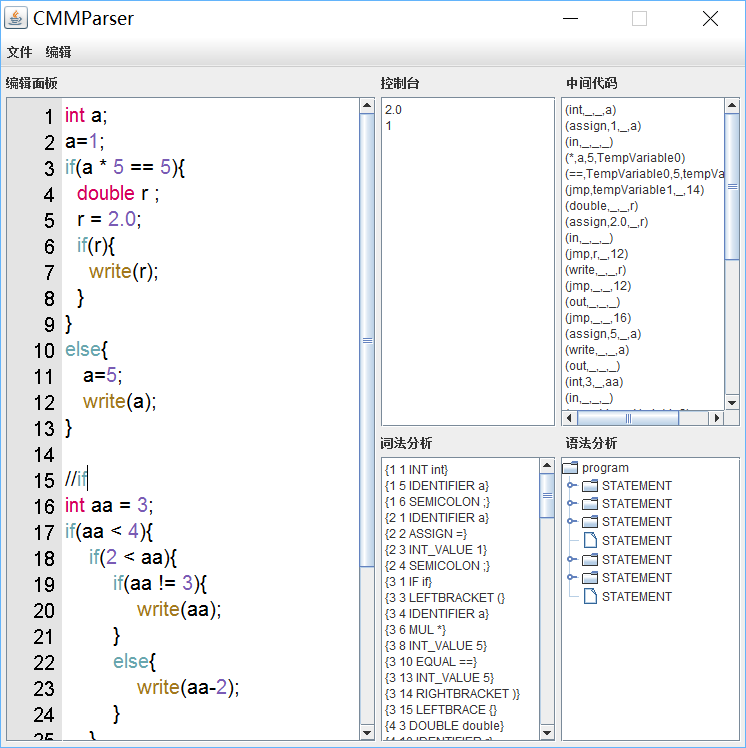 CMMParser
文件 编辑
编辑面板
1 int a;
2 a=1;
3 if(a * 5 == 5){
4 double r ;
5 r = 2.0;
6 if(r){
7 write(r);
8 }
9 }
10 else{
11 a=5;
12 write(a);
13 }
14
15 //if
16 int aa = 3;
17 if(aa < 4){
18 if(2 < aa){
19 if(aa != 3){
20 write(aa);
21 }
22 else{
23 write(aa-2);
24 }
25 }
控制台
2.0
1
中间代码
(int,_,_,a)
(assign,1,_,a)
(in,_,_,_)
(*,a,5,TempVariable0)
(==,TempVariable0,5,tempVa
(jmp,tempVariable1,_,14)
(double,_,_,r)
(assign,2.0,_,r)
(in,_,_,_)
(jmp,r,_,12)
(write,_,_,r)
(jmp,_,_,12)
(out,_,_,_)
(jmp,_,_,16)
(assign,5,_,a)
(write,_,_,a)
(out,_,_,_)
(int,3,_,aa)
(in,_,_,_)
词法分析
{1 1 INT int}
{1 5 IDENTIFIER a}
{1 6 SEMICOLON ;}
{2 1 IDENTIFIER a}
{2 2 ASSIGN =}
{2 3 INT_VALUE 1}
{2 4 SEMICOLON ;}
{3 1 IF if}
{3 3 LEFTBRACKET (}
{3 4 IDENTIFIER a}
{3 6 MUL *}
{3 8 INT_VALUE 5}
{3 10 EQUAL ==}
{3 13 INT_VALUE 5}
{3 14 RIGHTBRACKET )}
{3 15 LEFTBRACE {}
{4 3 DOUBLE double}
{4 10 IDENTIFIER r}
语法分析
program
STATEMENT
STATEMENT
STATEMENT
STATEMENT
STATEMENT
STATEMENT
STATEMENT